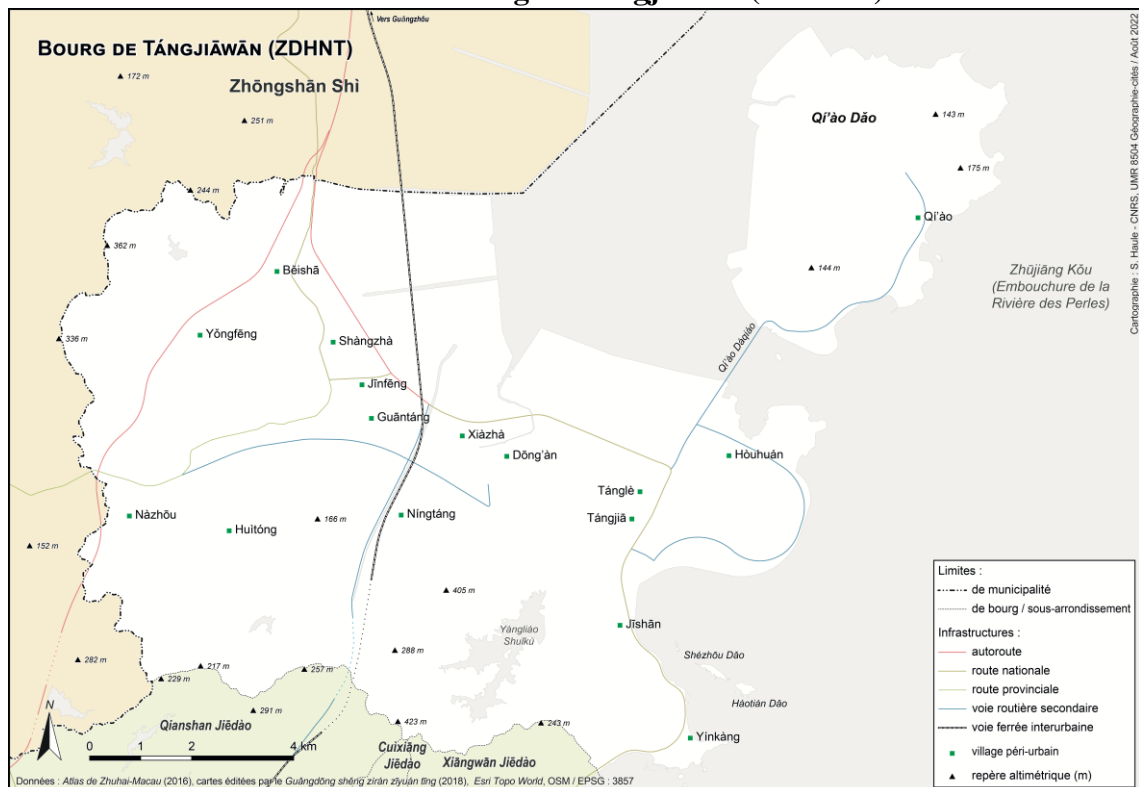 Vers Guǎngzhōu
BOURG DE TÁNGJIĀWĀN (ZDHNT)
172 m
Zhōngshān Shì
251 m
Qí'ào Dǎo
143 m
175 m
244 m
Qí'ào
362 m
Běishā
144 m
Zhūjiāng Kǒu
(Embouchure de la
Rivière des Perles)
336 m
Yǒngfēng
Shàngzhà
Qí'ào Dàqiáo
Jīnfēng
Guāntáng
Xiàzhà
Dōng'àn
Hòuhuán
Tánglè
Nàzhōu
Níngtáng
Tángjiā
Huìtóng
166 m
152 m
405 m
Yàngliáo
Shuǐkù
Jīshān
288 m
282 m
217 m
257 m
229 m
Shézhōu Dǎo
291 m
Hàotián Dǎo
Qianshan Jiēdào
423 m
243 m
Yínkàng
N
0 1 2 4 km
Cuìxiāng
Jiēdào
Xiāngwān Jiēdào
Limites :
de municipalité
de bourg / sous-arrondissement
Infrastructures :
autoroute
route nationale
route provinciale
voie routière secondaire
voie ferrée interurbaine
village péri-urbain
repère altimétrique (m)
Données : Atlas de Zhuhai-Macau (2016), cartes éditées par le Guǎngdōng shěng zìrán zīyuán tīng (2018), Esri Topo World, OSM / EPSG : 3857
Cartographie : S. Haule - CNRS, UMR 8504 Géographie-cités / Août 2022